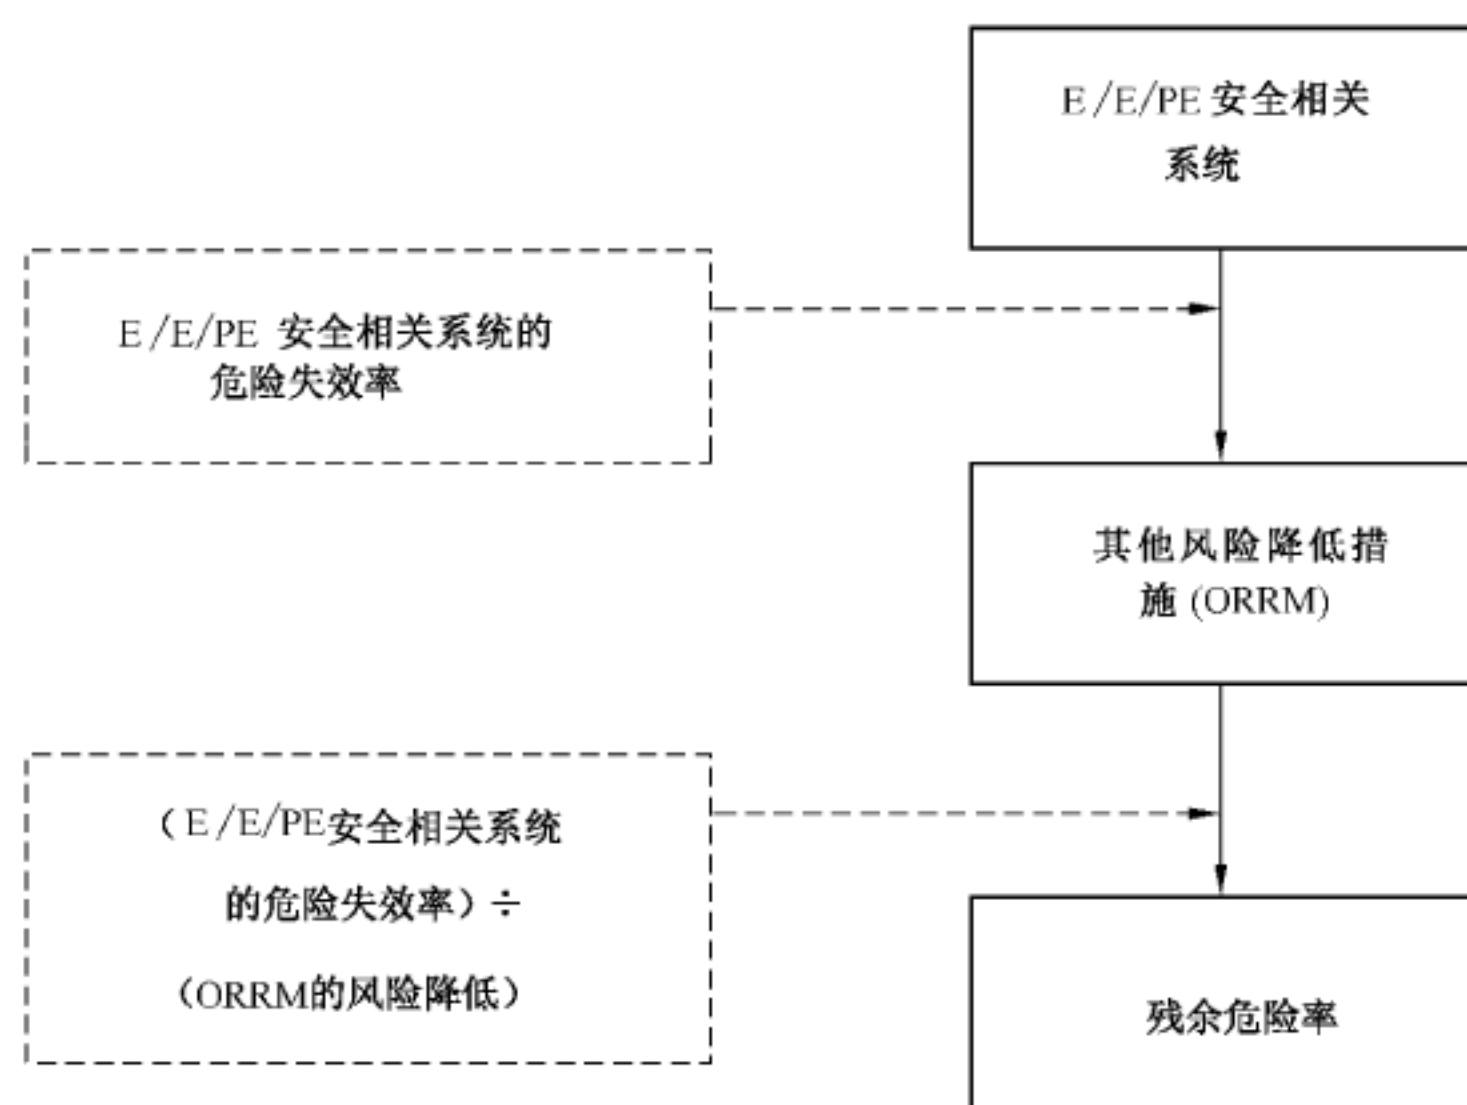 E/E/PE 安全相关
系统
E/E/PE 安全相关系统的
危险失效率
其他风险降低措
施 (ORRM)
（E/E/PE安全相关系统
的危险失效率）÷
（ORRM的风险降低）
残余危险率